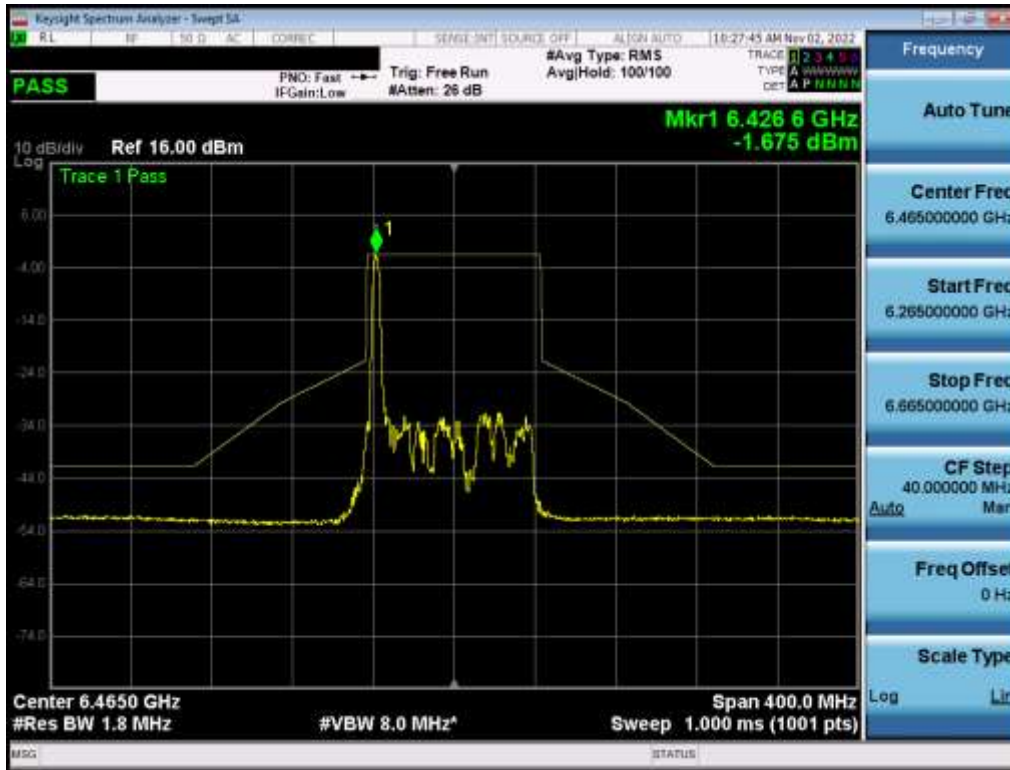 Keysight Spectrum Analyzer - Swept SA
RL RF 50 Ω AC CORREC SENSE:INT SOURCE OFF ALIGN AUTO 10:27:45 AM Nov 02, 2022
PASS
PNO: Fast
IFGain:Low
Trig: Free Run
#Atten: 26 dB
#Avg Type: RMS
Avg|Hold: 100/100
TRACE 1 2 3 4 5 6
TYPE A WWWWW
DET A P N N N N
Mkr1 6.426 6 GHz
-1.675 dBm
10 dB/div Ref 16.00 dBm
Log
Trace 1 Pass
1
6.00
-4.00
-14.0
-24.0
-34.0
-44.0
-54.0
-64.0
-74.0
Center 6.4650 GHz Span 400.0 MHz
#Res BW 1.8 MHz #VBW 8.0 MHz* Sweep 1.000 ms (1001 pts)
MSG STATUS
Frequency
Auto Tune
Center Freq
6.465000000 GHz
Start Freq
6.265000000 GHz
Stop Freq
6.665000000 GHz
CF Step
40.000000 MHz
Auto Man
Freq Offset
0 Hz
Scale Type
Log Lin